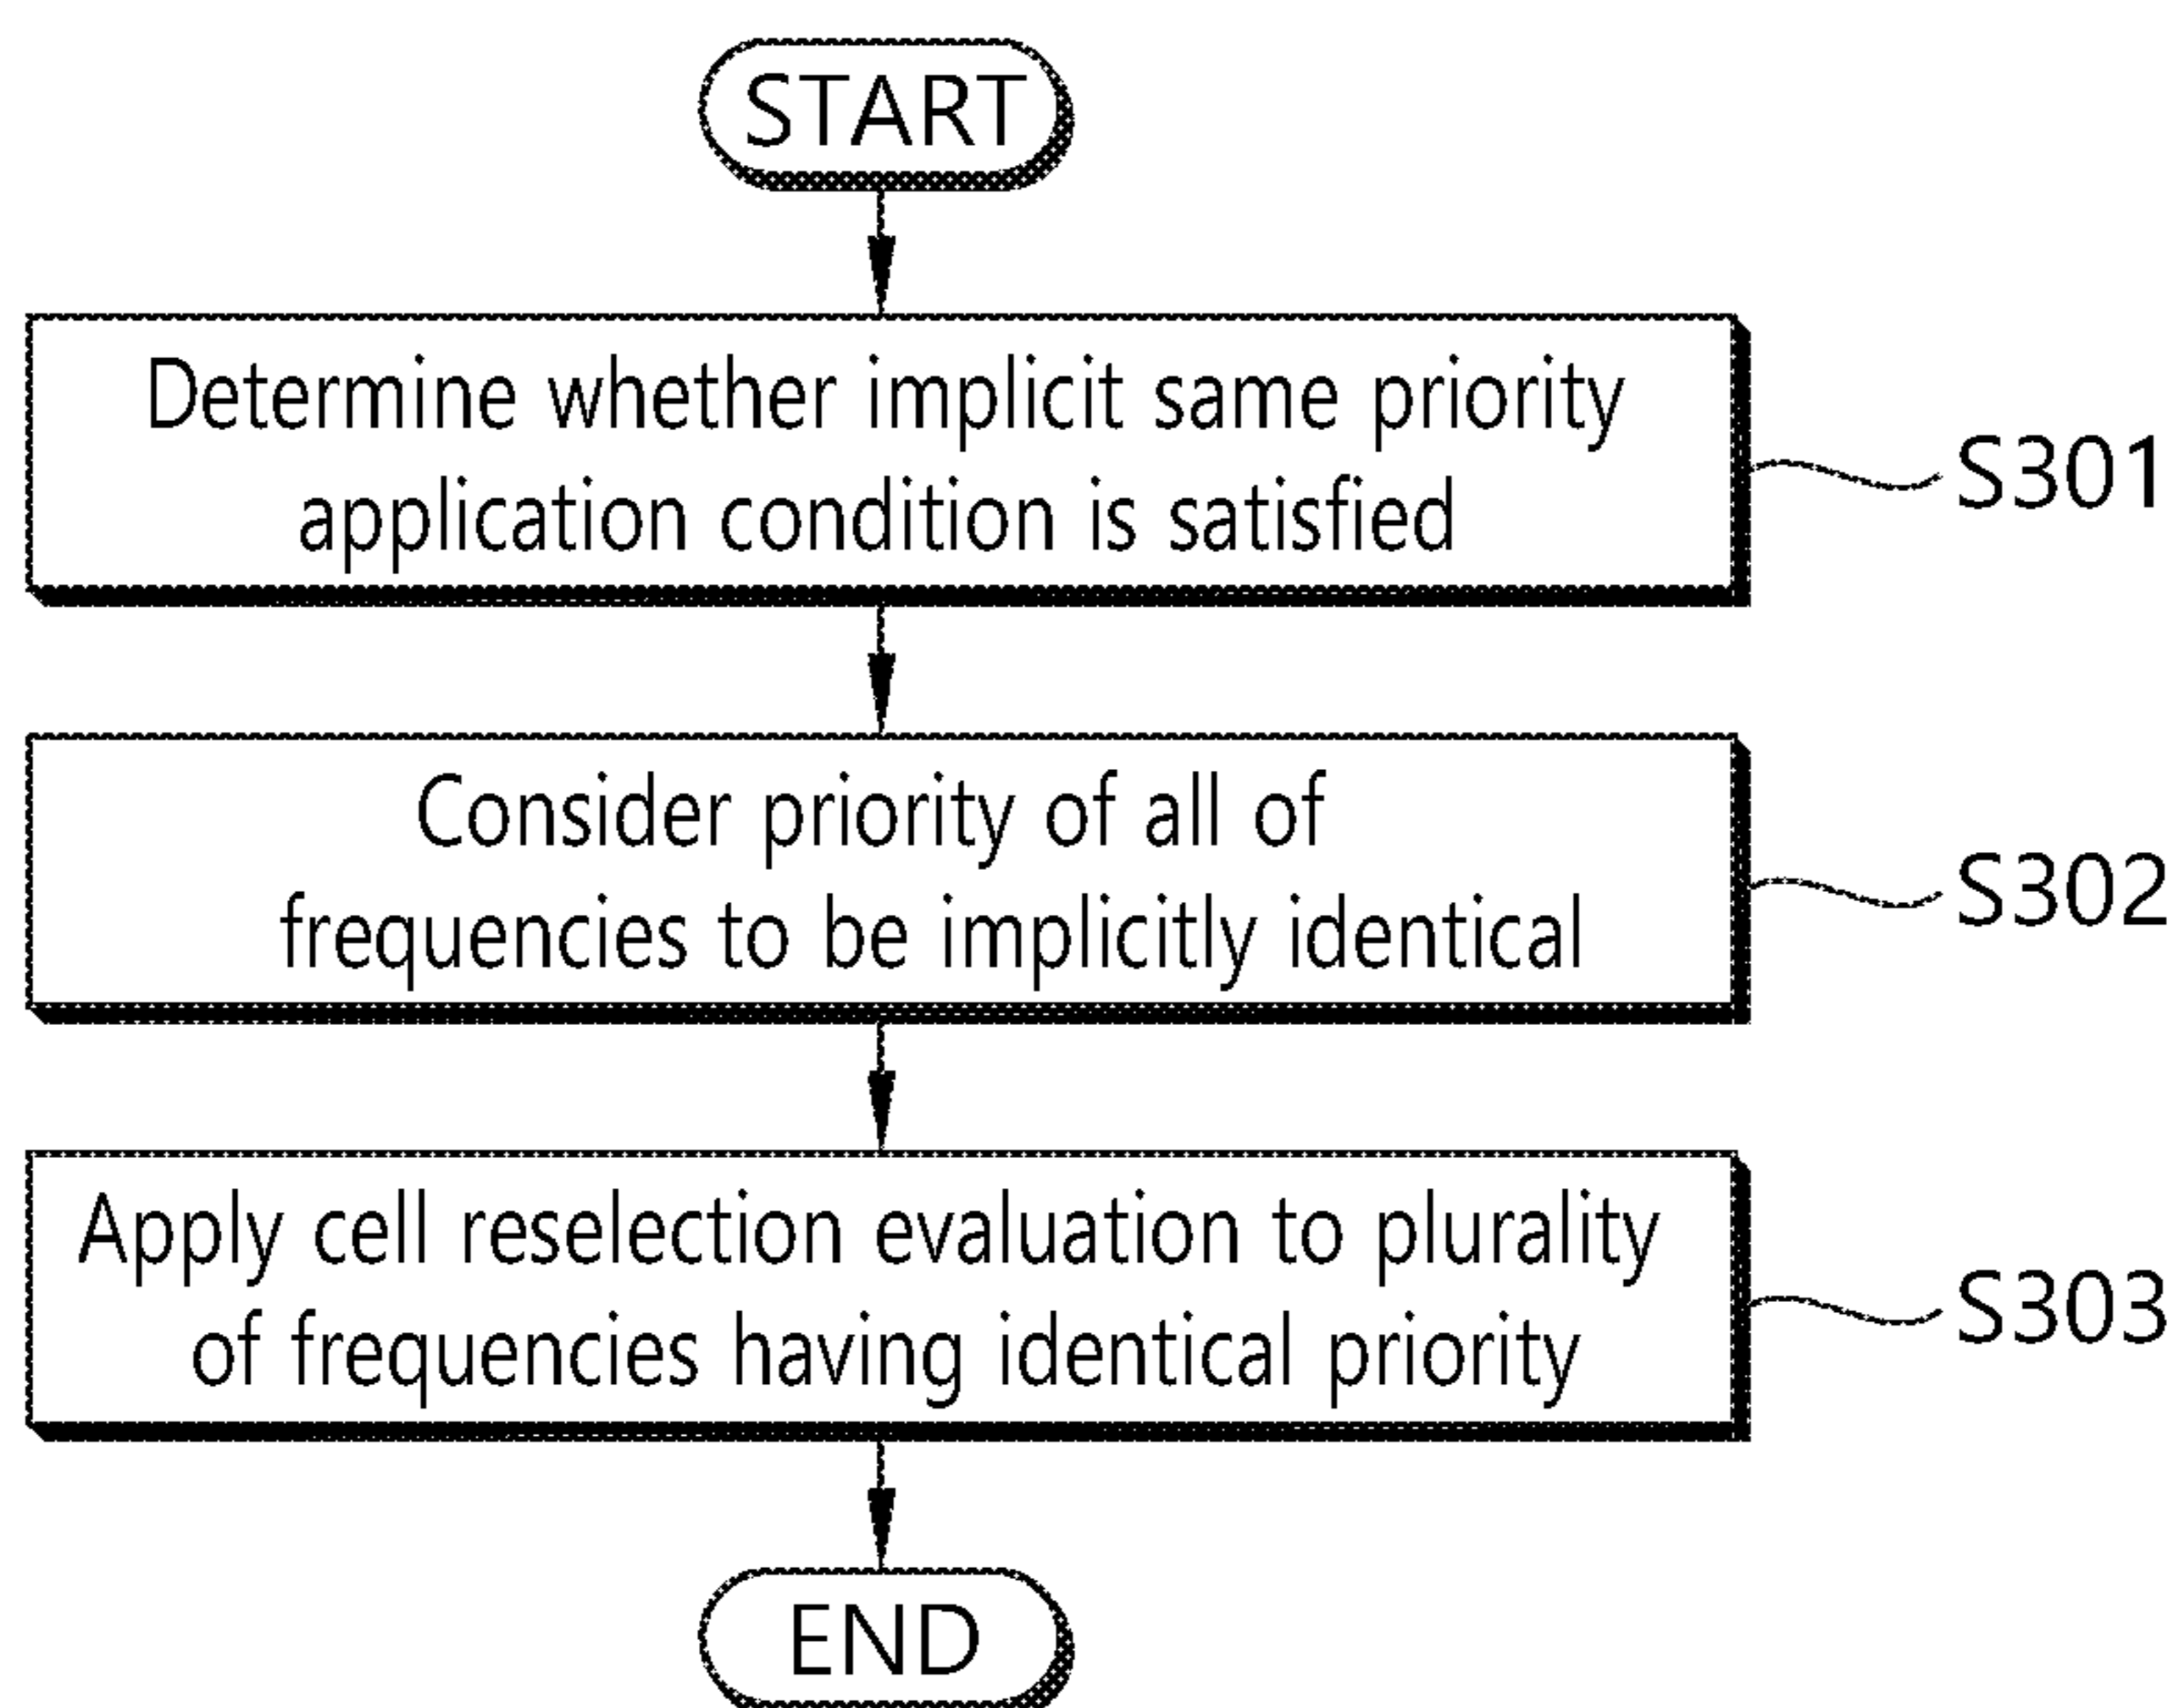 START
Determine whether implicit same priority
application condition is satisfied
S301
Consider priority of all of
frequencies to be implicitly identical
S302
Apply cell reselection evaluation to plurality
of frequencies having identical priority
S303
END